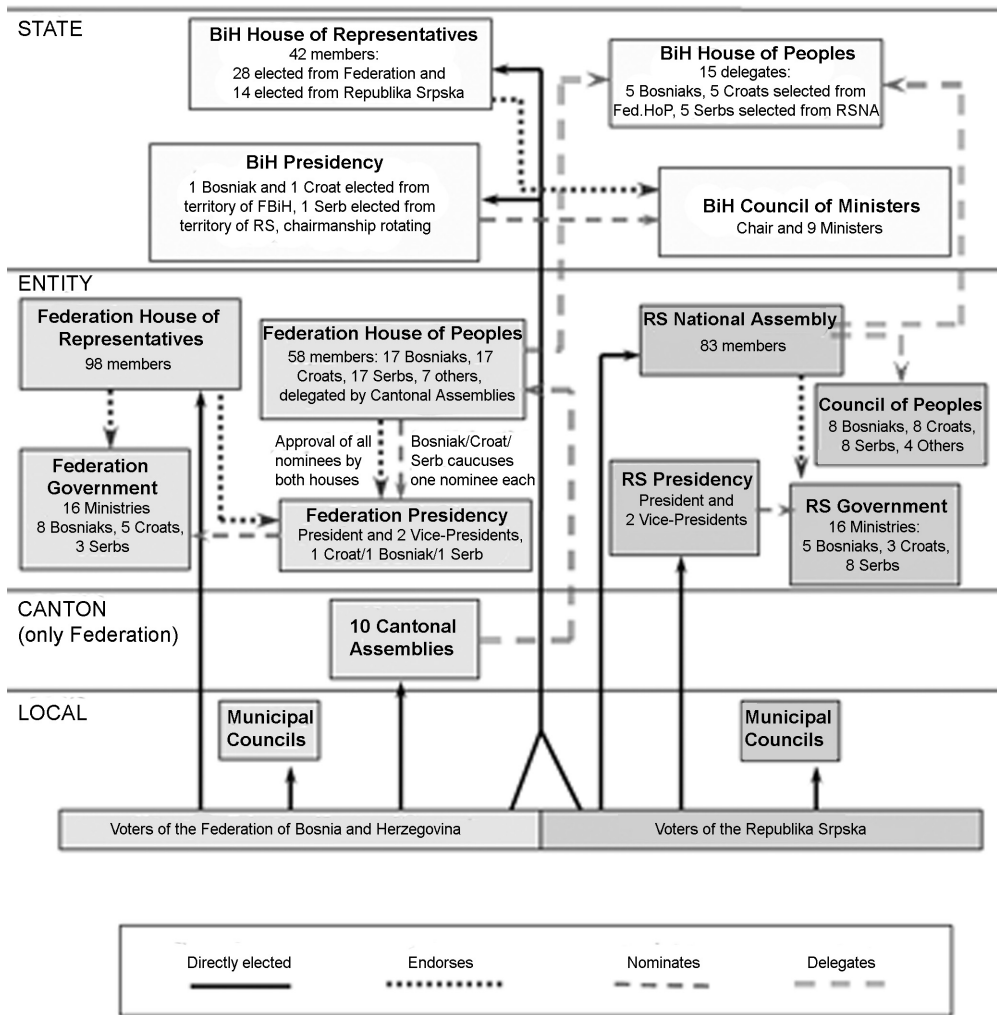 STATE
BiH House of Representatives
42 members:
28 elected from Federation and
14 elected from Republika Srpska
BiH House of Peoples
15 delegates:
5 Bosniaks, 5 Croats selected from
Fed.HoP, 5 Serbs selected from RSNA
BiH Presidency
1 Bosniak and 1 Croat elected from
territory of FBiH, 1 Serb elected from
territory of RS, chairmanship rotating
BiH Council of Ministers
Chair and 9 Ministers
ENTITY
Federation House of
Representatives
98 members
Federation House of Peoples
58 members: 17 Bosniaks, 17
Croats, 17 Serbs, 7 others,
delegated by Cantonal Assemblies
RS National Assembly
83 members
Council of Peoples
8 Bosniaks, 8 Croats,
8 Serbs, 4 Others
Approval of all
nominees by
both houses
Bosniak/Croat/
Serb caucuses
one nominee each
Federation
Government
16 Ministries
8 Bosniaks, 5 Croats,
3 Serbs
Federation Presidency
President and 2 Vice-Presidents,
1 Croat/1 Bosniak/1 Serb
RS Presidency
President and
2 Vice-Presidents
RS Government
16 Ministries:
5 Bosniaks, 3 Croats,
8 Serbs
CANTON
(only Federation)
10 Cantonal
Assemblies
LOCAL
Municipal
Councils
Municipal
Councils
Voters of the Federation of Bosnia and Herzegovina
Voters of the Republika Srpska
Directly elected
Endorses
Nominates
Delegates